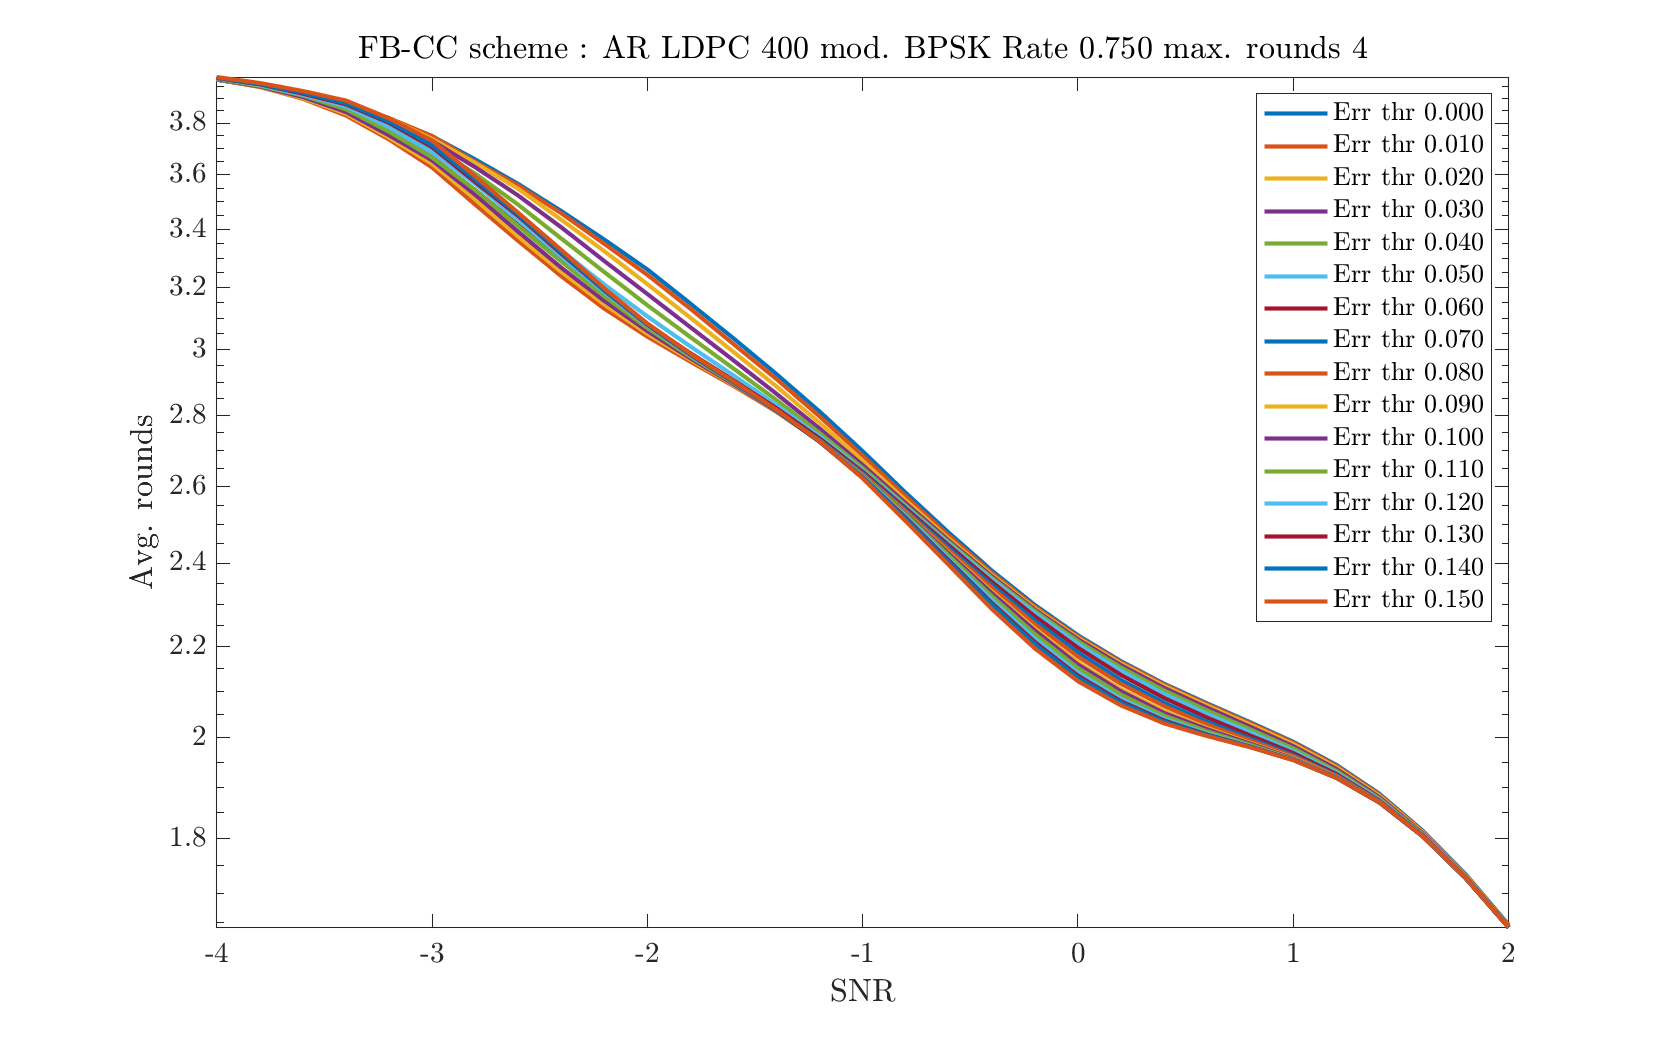 FB-CC scheme : AR LDPC 400 mod. BPSK Rate 0.750 max. rounds 4
Avg. rounds
3.8
3.6
3.4
3.2
3
2.8
2.6
2.4
2.2
2
1.8
Err thr 0.000
Err thr 0.010
Err thr 0.020
Err thr 0.030
Err thr 0.040
Err thr 0.050
Err thr 0.060
Err thr 0.070
Err thr 0.080
Err thr 0.090
Err thr 0.100
Err thr 0.110
Err thr 0.120
Err thr 0.130
Err thr 0.140
Err thr 0.150
-4 -3 -2 -1 0 1 2
SNR